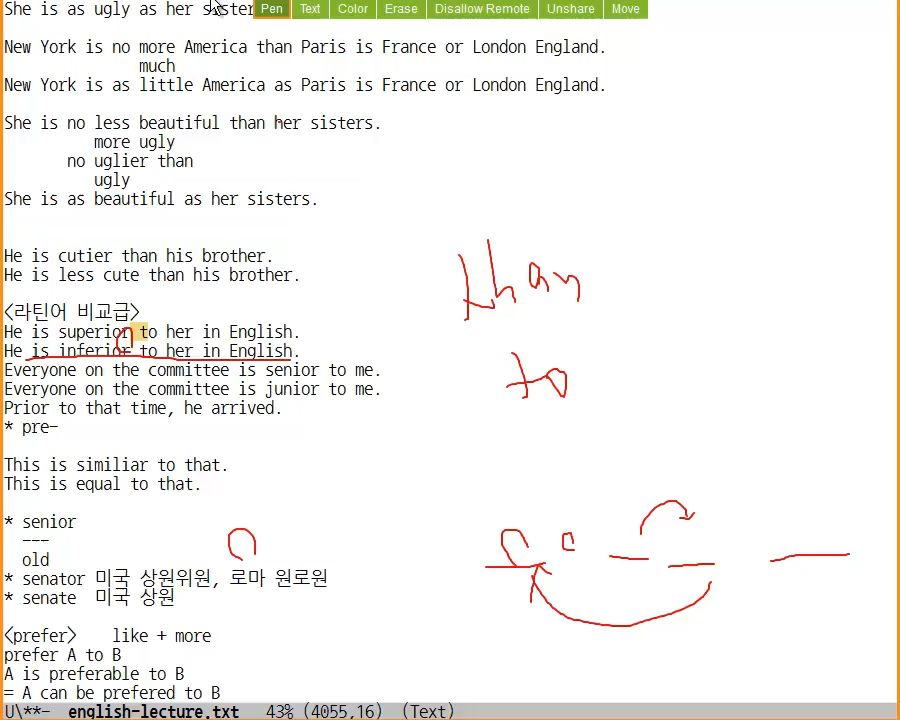 She is as ugly as her sister
Pen Text Color Erase Disallow Remote Unshare Move
New York is no more America than Paris is France or London England.
much
New York is as little America as Paris is France or London England.
She is no less beautiful than her sisters.
more ugly
no uglier than
ugly
She is as beautiful as her sisters.
He is cutier than his brother.
He is less cute than his brother.
than
<라틴어 비교급>
He is superior to her in English.
He is inferior to her in English.
Everyone on the committee is senior to me.
to
Everyone on the committee is junior to me.
Prior to that time, he arrived.
* pre-
This is similiar to that.
This is equal to that.
* senior
---
old
* senator 미국 상원위원, 로마 원로원
* senate 미국 상원
<prefer> like + more
prefer A to B
A is preferable to B
= A can be prefered to B
U\**- english-lecture.txt 43% (4055,16) (Text)